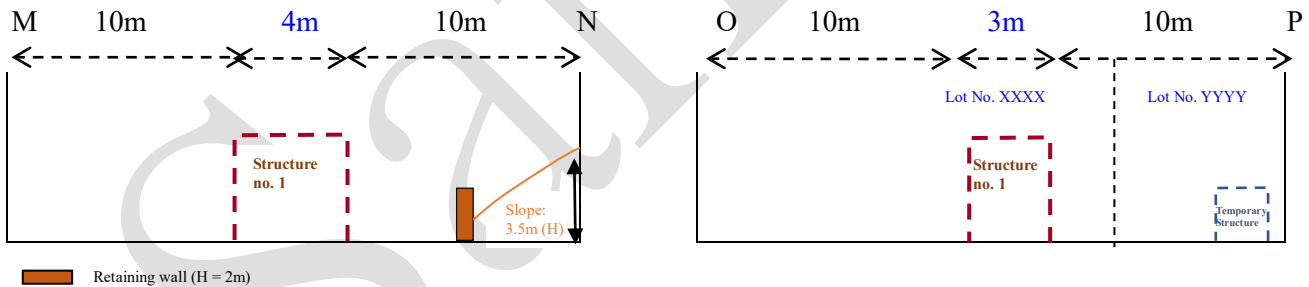 M 10m 4m 10m N O 10m 3m 10m P
Lot No. XXXX Lot No. YYYY
Structure
no. 1
Slope:
3.5m (H)
Structure
no. 1
Temporary
Structure
Retaining wall (H = 2m)